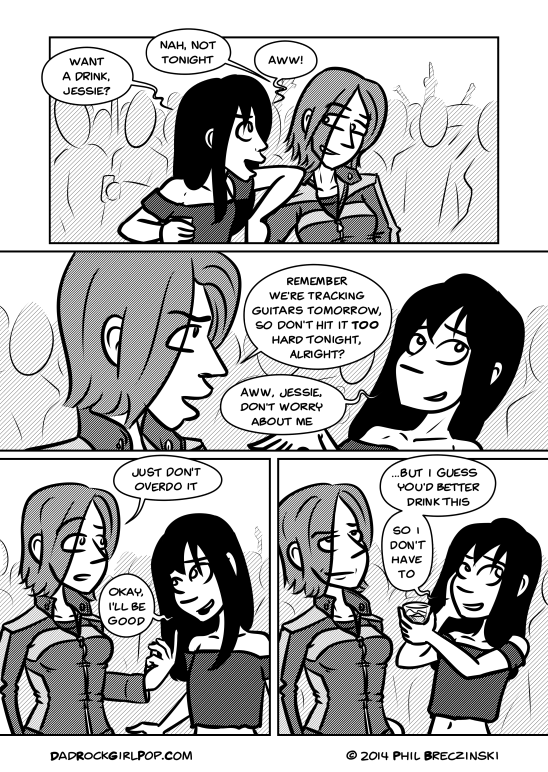 WANT
A DRINK,
JESSIE?
NAH, NOT
TONIGHT
AWW!
REMEMBER
WE'RE TRACKING
GUITARS TOMORROW,
SO DON'T HIT IT TOO
HARD TONIGHT,
ALRIGHT?
AWW, JESSIE,
DON'T WORRY
ABOUT ME
JUST DON'T
OVERDO IT
OKAY,
I'LL BE
GOOD
...BUT I GUESS
YOU'D BETTER
DRINK THIS
SO I
DON'T
HAVE
TO
DADROCKGIRLPOP.COM
© 2014 PHIL BRECZINSKI